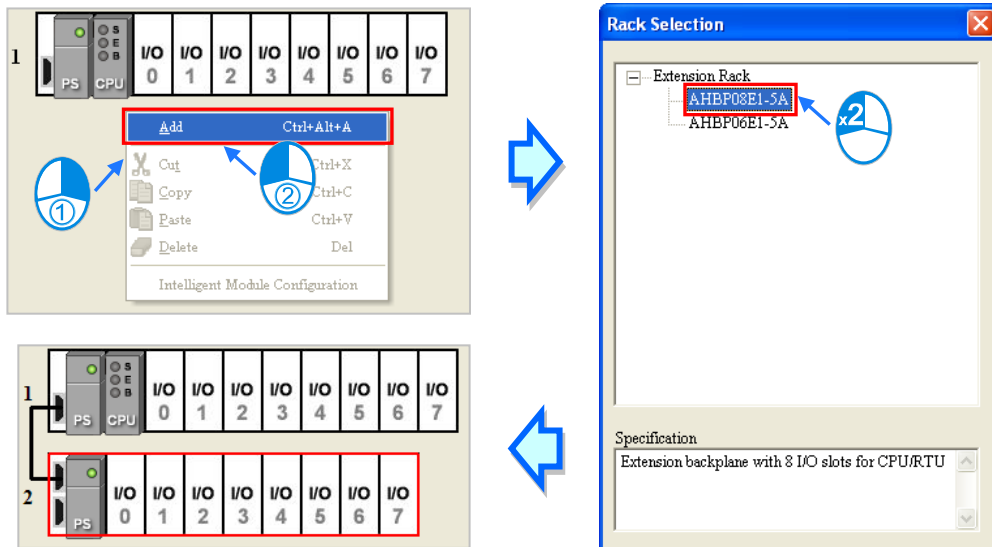 1
S
E
B
PS CPU
I/O I/O I/O I/O I/O I/O I/O I/O
0 1 2 3 4 5 6 7
Add Ctrl+Alt+A
Cut Ctrl+X
Copy Ctrl+C
Paste Ctrl+V
Delete Del
Intelligent Module Configuration
①
②
Rack Selection
Extension Rack
AHBP08E1-5A
AHBP06E1-5A
x2
Specification
Extension backplane with 8 I/O slots for CPU/RTU
1
S
E
B
PS CPU
I/O I/O I/O I/O I/O I/O I/O I/O
0 1 2 3 4 5 6 7
2
PS
I/O I/O I/O I/O I/O I/O I/O I/O
0 1 2 3 4 5 6 7